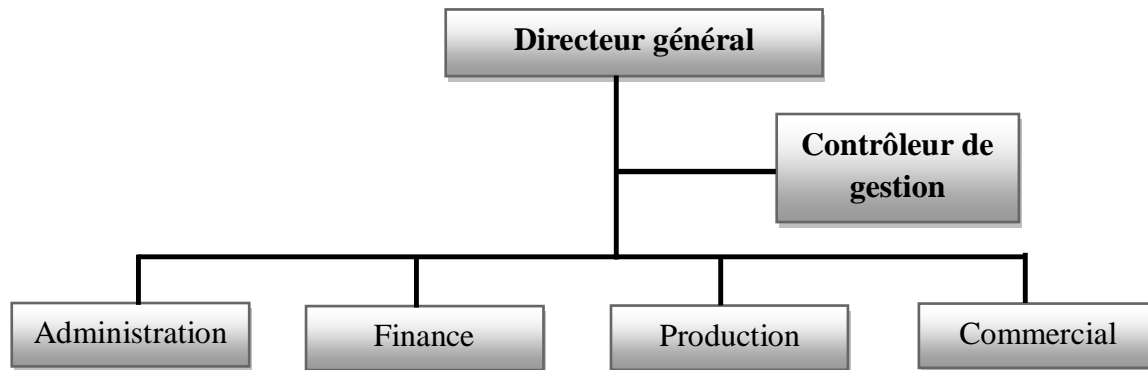 Directeur général
Contrôleur de
gestion
Administration
Finance
Production
Commercial